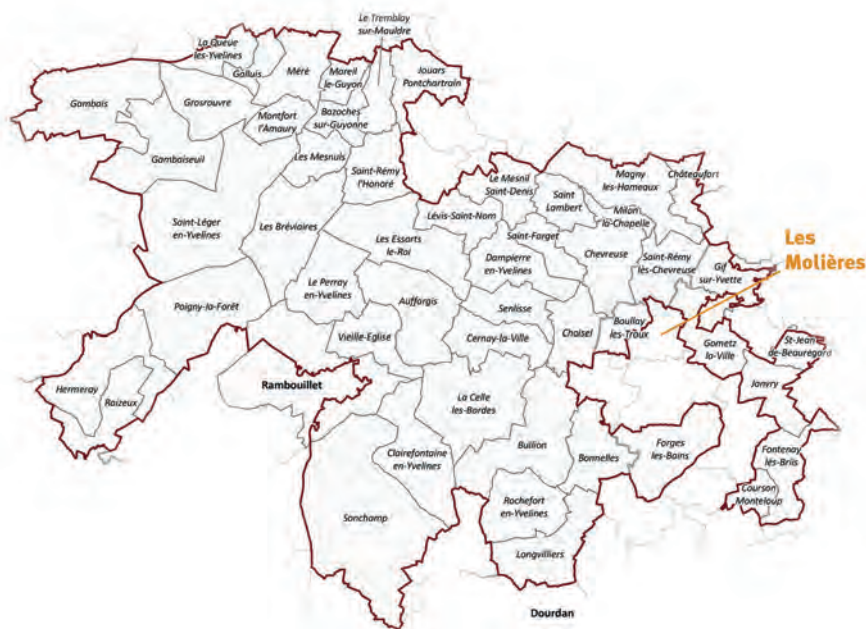 Le Tremblay
sur-Mauldre
La Queue
les-Yvelines
Galluis
Méré
Mareil
le-Guyon
Jouars
Pontchartrain
Gambais
Grosrouvre
Montfort
l'Amaury
Bazoches
sur-Guyonne
Gambaiseuil
Les Mesnuls
Saint-Rémy
l'Honoré
Le Mesnil
Saint-Denis
Saint
Lambert
Magny
les-Hameaux
Châteaufort
Milon
la-Chapelle
Saint-Léger
en-Yvelines
Les Bréviaires
Lévis-Saint-Nom
Les Essarts
le-Roi
Saint-Forget
Dampierre
en-Yvelines
Chevreuse
Saint-Rémy
lès-Chevreuse
Gif
sur-Yvette
Les
Molières
Le Perray
en-Yvelines
Auffargis
Senlisse
Poigny-la-Forêt
Vieille-Eglise
Cernay-la-Ville
Choisel
Boullay
les-Troux
Gometz
la-Ville
St-Jean
de-Beauregard
Hermeray
Raizeux
Rambouillet
La Celle
les-Bordes
Janvry
Clairefontaine
en-Yvelines
Bullion
Bonnelles
Forges
les-Bains
Fontenay
lès-Briis
Courson
Monteloup
Sonchamp
Rochefort
en-Yvelines
Longvilliers
Dourdan